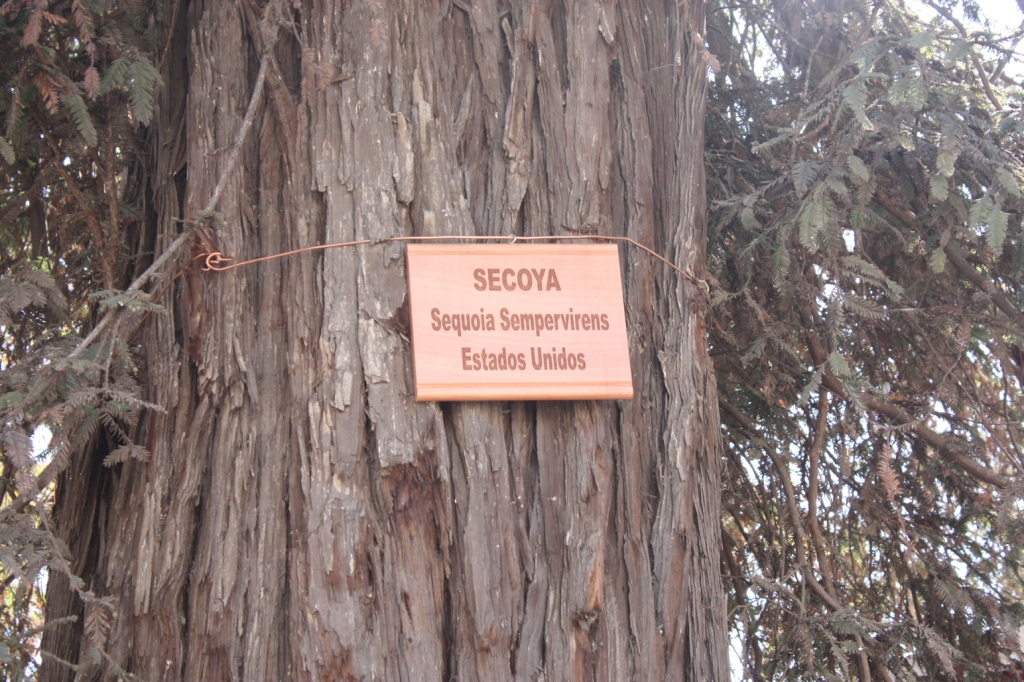 SECOYA
Sequoia Sempervirens
Estados Unidos